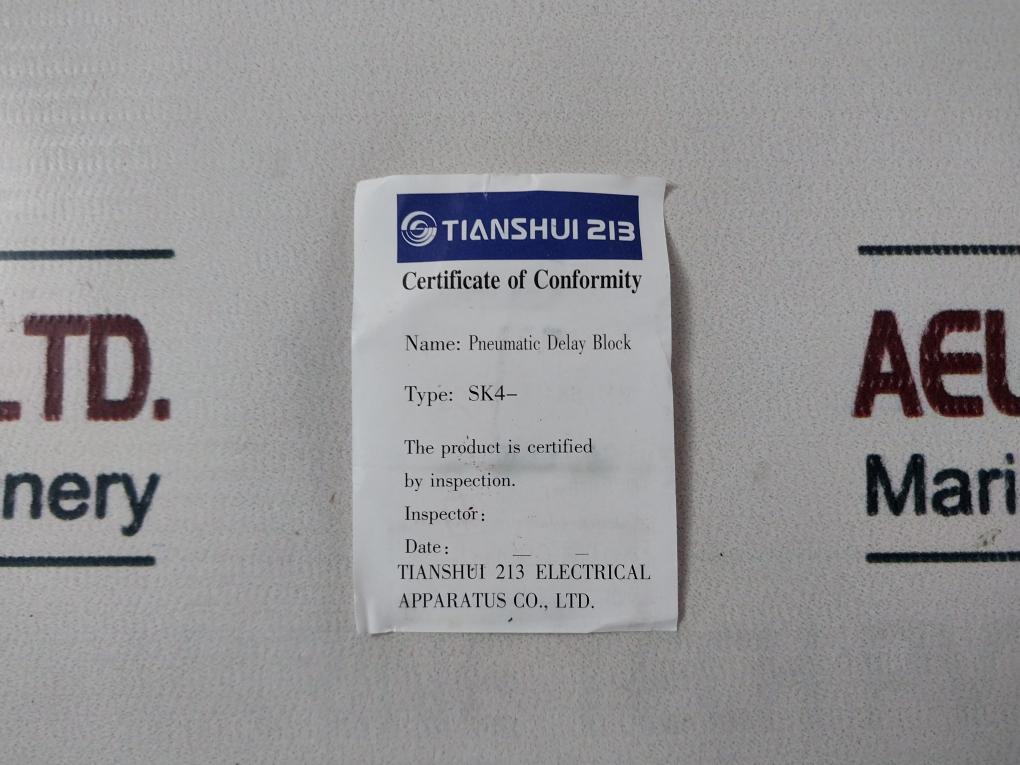 TIANSHUI 213
Certificate of Conformity
Name: Pneumatic Delay Block
Type: SK4-
The product is certified
by inspection.
Inspector:
Date: _ _
TIANSHUI 213 ELECTRICAL
APPARATUS CO., LTD.
LTD.
nery
AEL
Mari